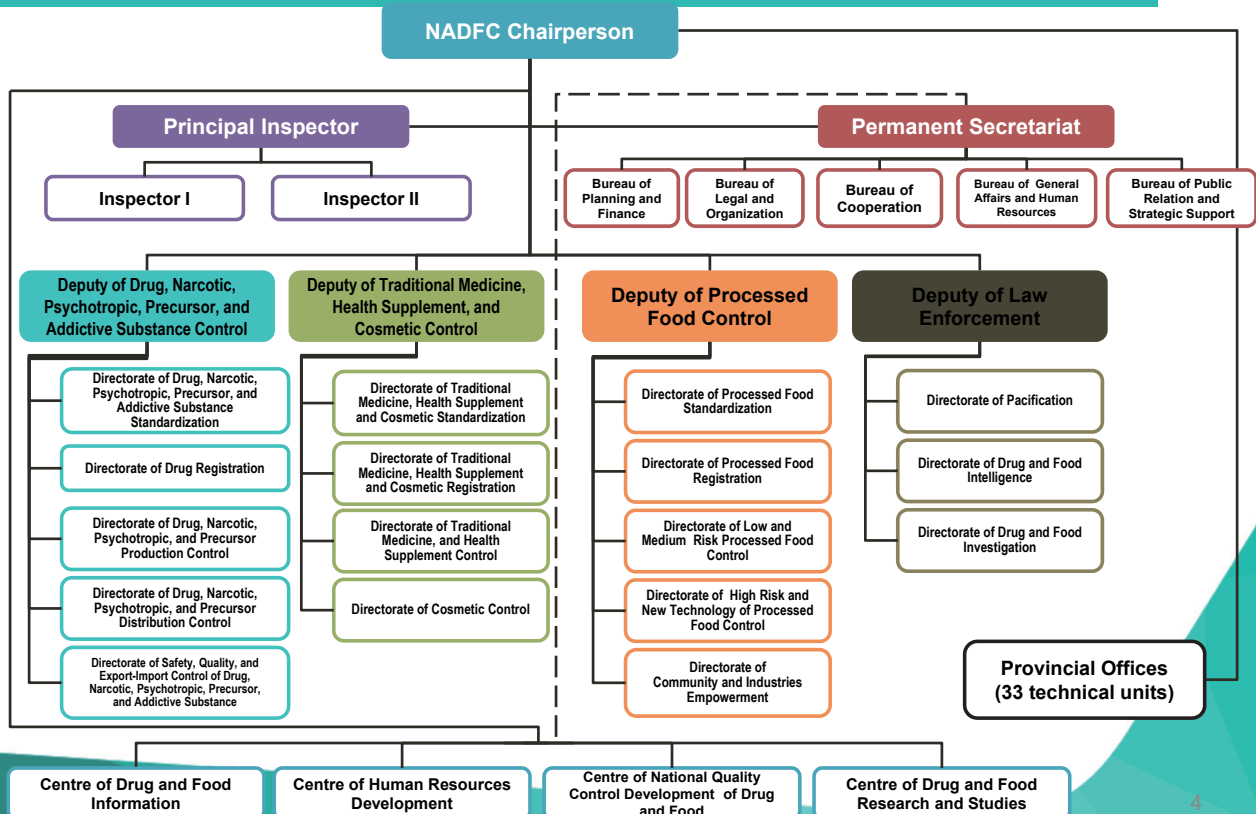 NADFC Chairperson
Principal Inspector
Permanent Secretariat
Inspector I
Inspector II
Bureau of
Planning and
Finance
Bureau of
Legal and
Organization
Bureau of
Cooperation
Bureau of General
Affairs and Human
Resources
Bureau of Public
Relation and
Strategic Support
Deputy of Drug, Narcotic,
Psychotropic, Precursor, and
Addictive Substance Control
Deputy of Traditional Medicine,
Health Supplement, and
Cosmetic Control
Deputy of Processed
Food Control
Deputy of Law
Enforcement
Directorate of Drug, Narcotic,
Psychotropic, Precursor, and
Addictive Substance
Standardization
Directorate of Drug Registration
Directorate of Drug, Narcotic,
Psychotropic, and Precursor
Production Control
Directorate of Drug, Narcotic,
Psychotropic, and Precursor
Distribution Control
Directorate of Safety, Quality, and
Export-Import Control of Drug,
Narcotic, Psychotropic, Precursor,
and Addictive Substance
Directorate of Traditional
Medicine, Health Supplement
and Cosmetic Standardization
Directorate of Traditional
Medicine, Health Supplement
and Cosmetic Registration
Directorate of Traditional
Medicine, and Health
Supplement Control
Directorate of Cosmetic Control
Directorate of Processed Food
Standardization
Directorate of Processed Food
Registration
Directorate of Low and
Medium Risk Processed Food
Control
Directorate of High Risk and
New Technology of Processed
Food Control
Directorate of
Community and Industries
Empowerment
Directorate of Pacification
Directorate of Drug and Food
Intelligence
Directorate of Drug and Food
Investigation
Provincial Offices
(33 technical units)
Centre of Drug and Food
Information
Centre of Human Resources
Development
Centre of National Quality
Control Development of Drug
and Food
Centre of Drug and Food
Research and Studies
4